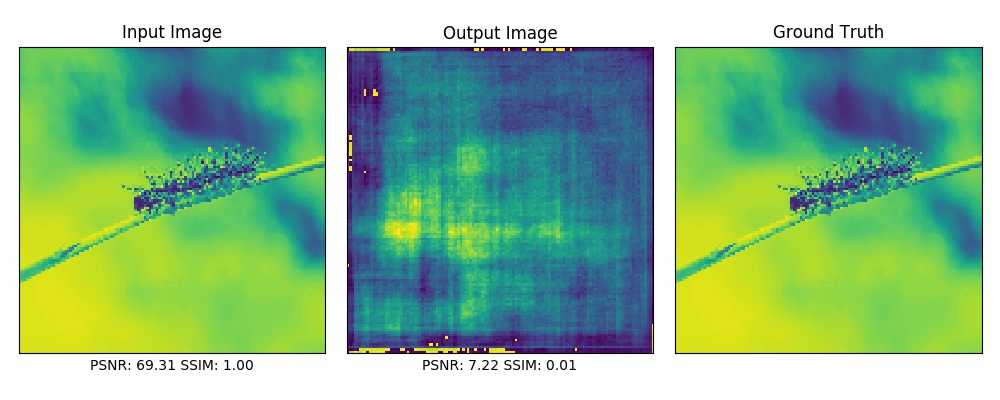 Input Image
Output Image
Ground Truth
PSNR: 69.31 SSIM: 1.00
PSNR: 7.22 SSIM: 0.01